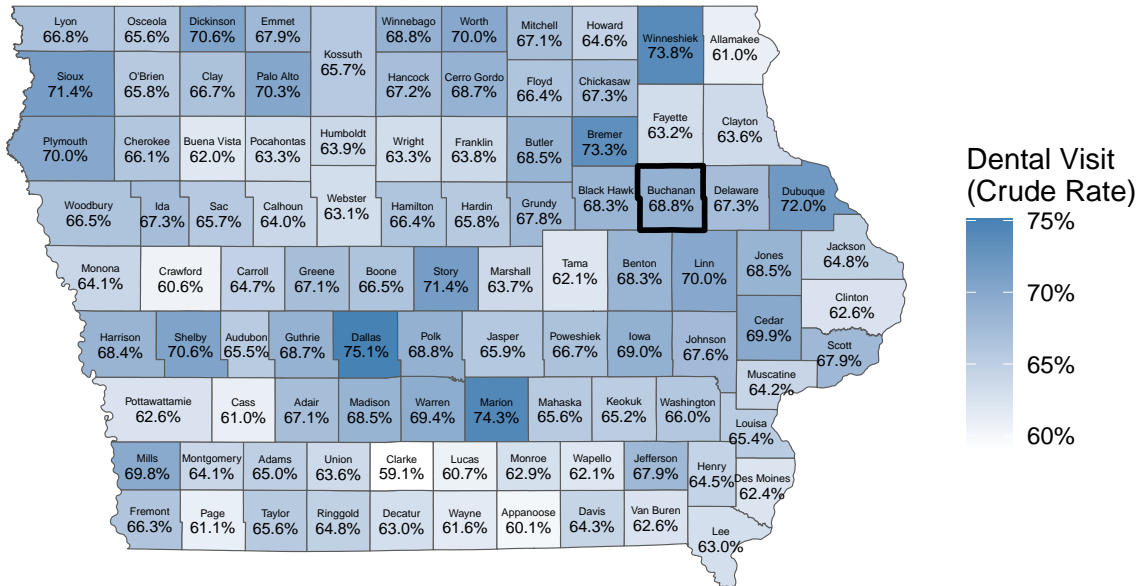 Lyon
66.8%
Osceola
65.6%
Dickinson
70.6%
Emmet
67.9%
Winnebago
68.8%
Worth
70.0%
Mitchell
67.1%
Howard
64.6%
Winneshiek
73.8%
Allamakee
61.0%
Kossuth
65.7%
Sioux
71.4%
O'Brien
65.8%
Clay
66.7%
Palo Alto
70.3%
Hancock
67.2%
Cerro Gordo
68.7%
Floyd
66.4%
Chickasaw
67.3%
Fayette
63.2%
Clayton
63.6%
Plymouth
70.0%
Cherokee
66.1%
Buena Vista
62.0%
Pocahontas
63.3%
Humboldt
63.9%
Wright
63.3%
Franklin
63.8%
Butler
68.5%
Bremer
73.3%
Woodbury
66.5%
Ida
67.3%
Sac
65.7%
Calhoun
64.0%
Webster
63.1%
Hamilton
66.4%
Hardin
65.8%
Grundy
67.8%
Black Hawk
68.3%
Buchanan
68.8%
Delaware
67.3%
Dubuque
72.0%
Monona
64.1%
Crawford
60.6%
Carroll
64.7%
Greene
67.1%
Boone
66.5%
Story
71.4%
Marshall
63.7%
Tama
62.1%
Benton
68.3%
Linn
70.0%
Jones
68.5%
Jackson
64.8%
Clinton
62.6%
Harrison
68.4%
Shelby
70.6%
Audubon
65.5%
Guthrie
68.7%
Dallas
75.1%
Polk
68.8%
Jasper
65.9%
Poweshiek
66.7%
Iowa
69.0%
Johnson
67.6%
Cedar
69.9%
Scott
67.9%
Muscatine
64.2%
Pottawattamie
62.6%
Cass
61.0%
Adair
67.1%
Madison
68.5%
Warren
69.4%
Marion
74.3%
Mahaska
65.6%
Keokuk
65.2%
Washington
66.0%
Louisa
65.4%
Mills
69.8%
Montgomery
64.1%
Adams
65.0%
Union
63.6%
Clarke
59.1%
Lucas
60.7%
Monroe
62.9%
Wapello
62.1%
Jefferson
67.9%
Henry
64.5%
Des Moines
62.4%
Fremont
66.3%
Page
61.1%
Taylor
65.6%
Ringgold
64.8%
Decatur
63.0%
Wayne
61.6%
Appanoose
60.1%
Davis
64.3%
Van Buren
62.6%
Lee
63.0%
Dental Visit
(Crude Rate)
75%
70%
65%
60%